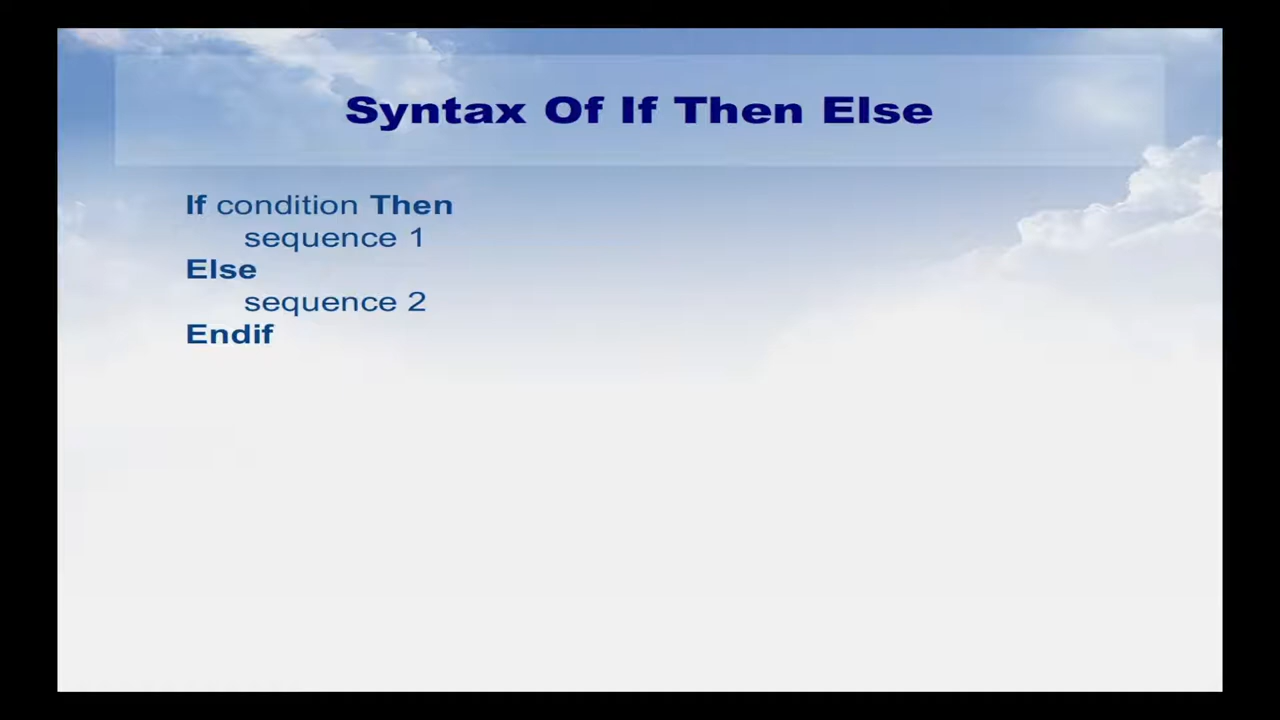 Syntax Of If Then Else
If condition Then
sequence 1
Else
sequence 2
Endif